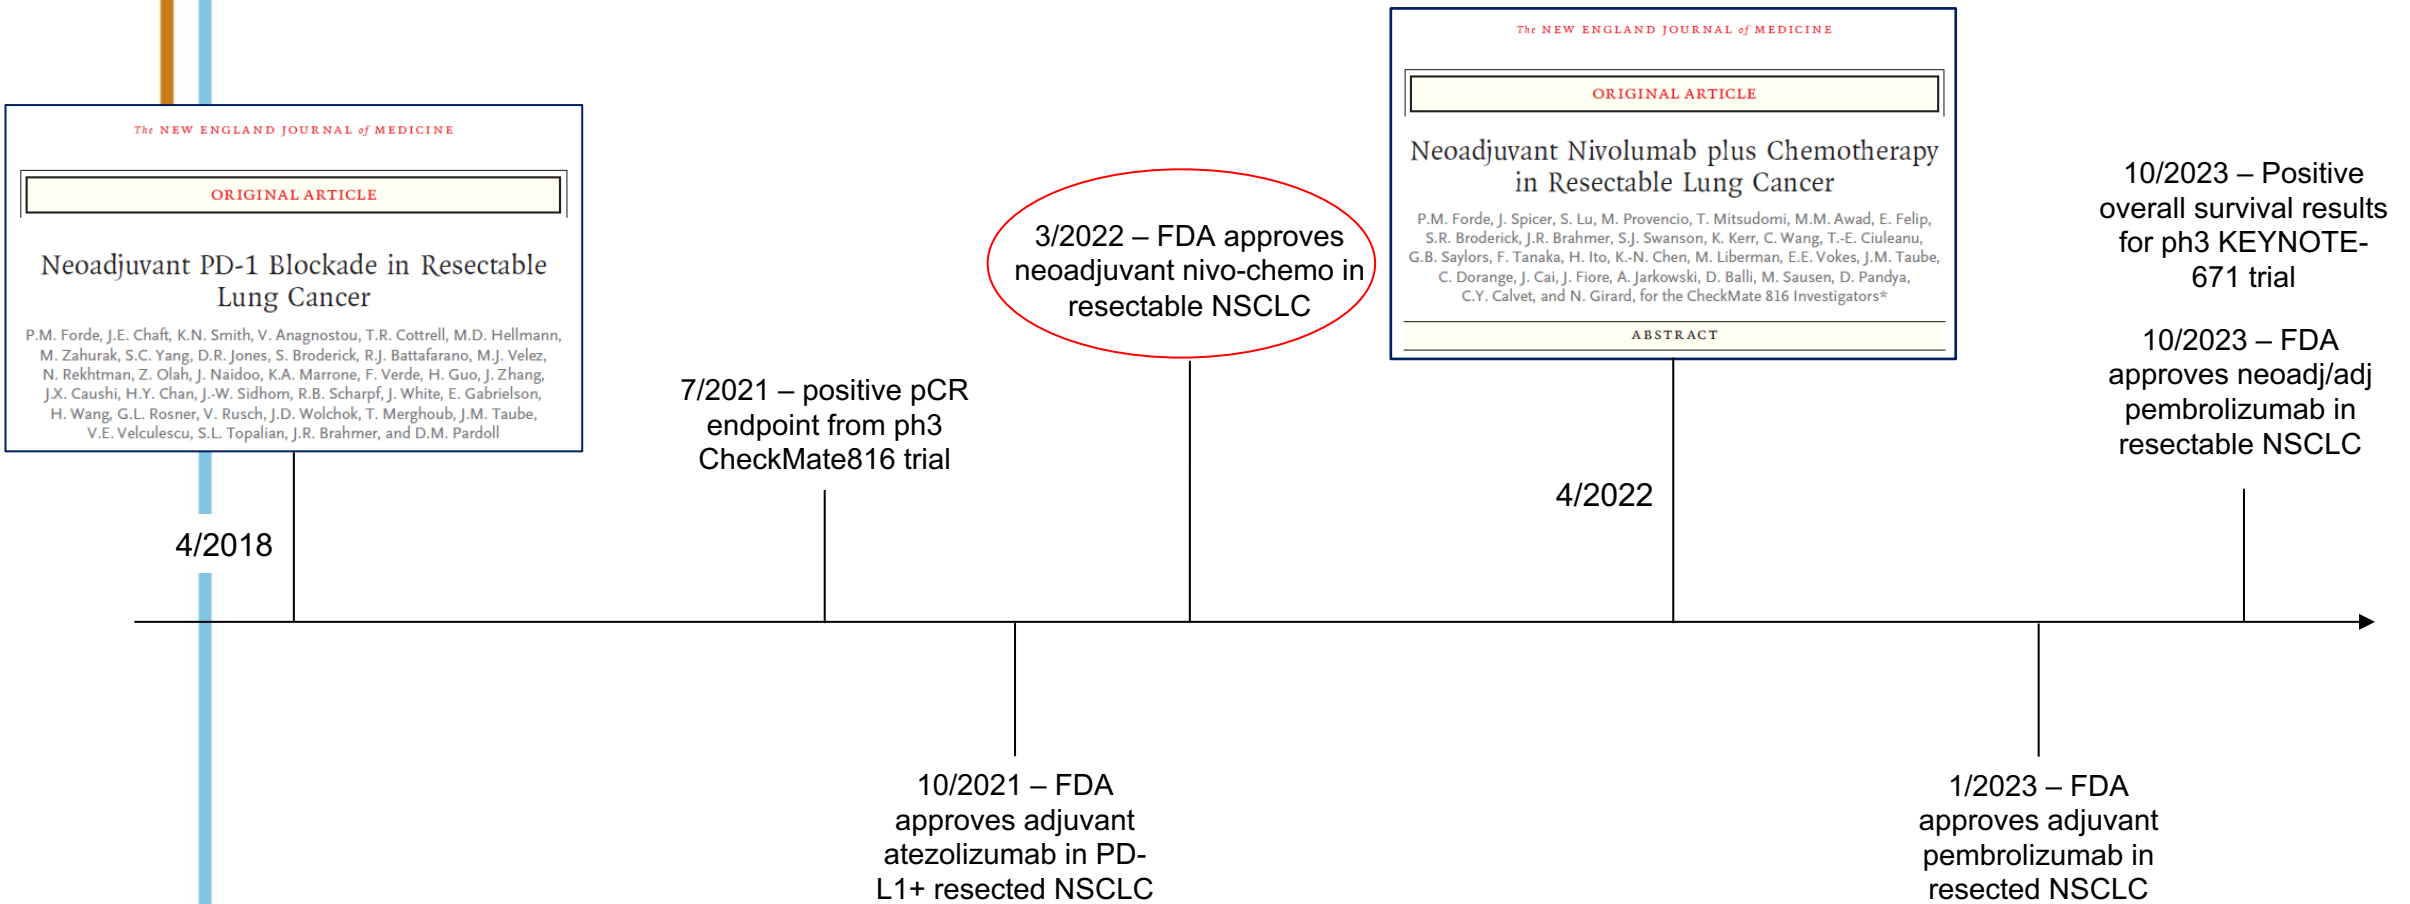 The NEW ENGLAND JOURNAL of MEDICINE
ORIGINAL ARTICLE
Neoadjuvant PD-1 Blockade in Resectable
Lung Cancer
P.M. Forde, J.E. Chaft, K.N. Smith, V. Anagnostou, T.R. Cottrell, M.D. Hellmann,
M. Zahurak, S.C. Yang, D.R. Jones, S. Broderick, R.J. Battafarano, M.J. Velez,
N. Rekhtman, Z. Olah, J. Naidoo, K.A. Marrone, F. Verde, H. Guo, J. Zhang,
J.X. Caushi, H.Y. Chan, J.-W. Sidhom, R.B. Scharpf, J. White, E. Gabrielson,
H. Wang, G.L. Rosner, V. Rusch, J.D. Wolchok, T. Merghoub, J.M. Taube,
V.E. Velculescu, S.L. Topalian, J.R. Brahmer, and D.M. Pardoll
4/2018
7/2021 – positive pCR
endpoint from ph3
CheckMate816 trial
10/2021 – FDA
approves adjuvant
atezolizumab in PD-
L1+ resected NSCLC
3/2022 – FDA approves
neoadjuvant nivo-chemo in
resectable NSCLC
The NEW ENGLAND JOURNAL of MEDICINE
ORIGINAL ARTICLE
Neoadjuvant Nivolumab plus Chemotherapy
in Resectable Lung Cancer
P.M. Forde, J. Spicer, S. Lu, M. Provencio, T. Mitsudomi, M.M. Awad, E. Felip,
S.R. Broderick, J.R. Brahmer, S.J. Swanson, K. Kerr, C. Wang, T.-E. Ciuleanu,
G.B. Saylors, F. Tanaka, H. Ito, K.-N. Chen, M. Liberman, E.E. Vokes, J.M. Taube,
C. Dorange, J. Cai, J. Fiore, A. Jarkowski, D. Balli, M. Sausen, D. Pandya,
C.Y. Calvet, and N. Girard, for the CheckMate 816 Investigators*
ABSTRACT
4/2022
1/2023 – FDA
approves adjuvant
pembrolizumab in
resected NSCLC
10/2023 – Positive
overall survival results
for ph3 KEYNOTE-
671 trial
10/2023 – FDA
approves neoadj/adj
pembrolizumab in
resectable NSCLC